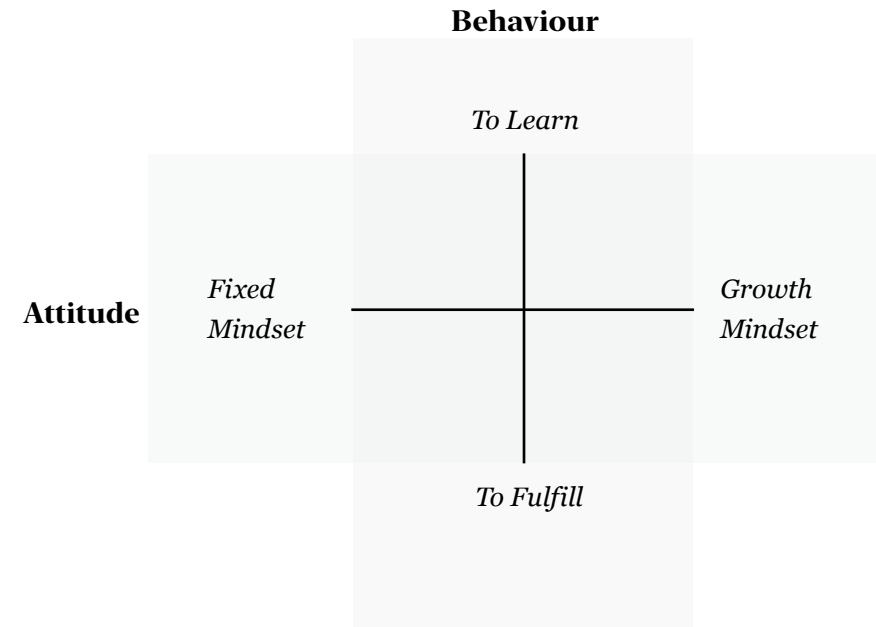 Behaviour
To Learn
Fixed
Mindset
Attitude
Growth
Mindset
To Fulfill